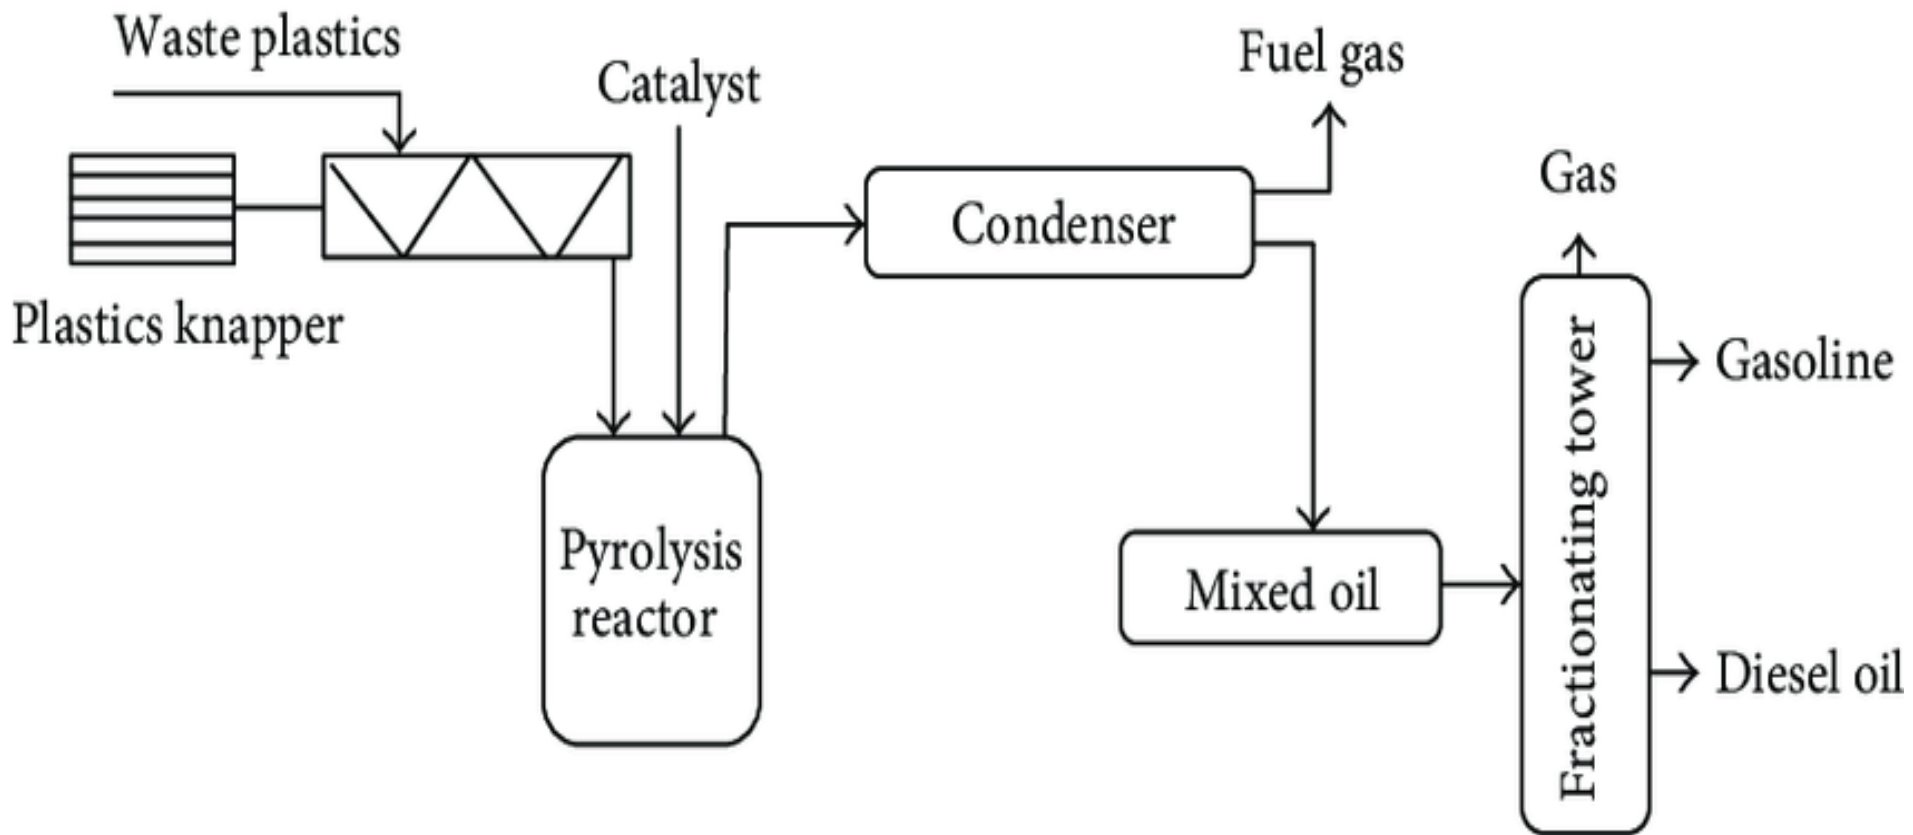 Waste plastics
Catalyst
Fuel gas
Gas
Condenser
Plastics knapper
Gasoline
Pyrolysis
reactor
Mixed oil
Fractionating tower
Diesel oil